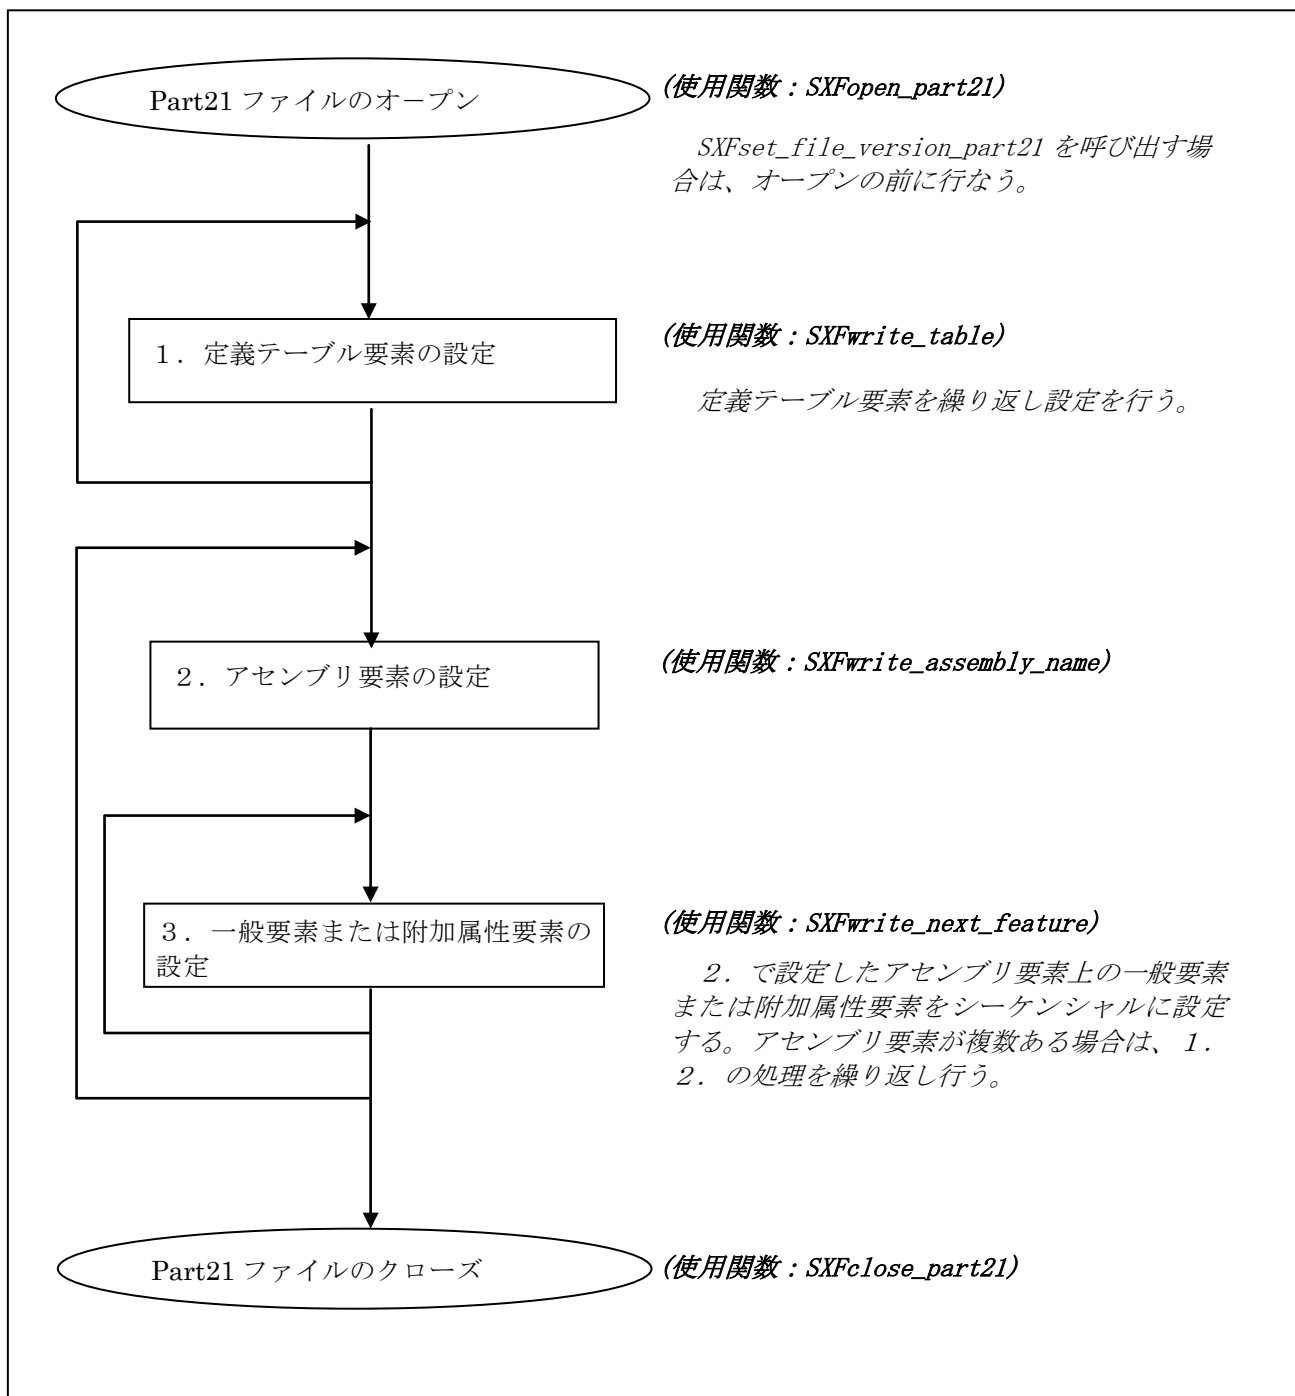 Part21 ファイルのオープン
(使用関数：SXFopen_part21)
SXFset_file_version_part21 を呼び出す場
合は、オープンの前に行なう。
１．定義テーブル要素の設定
(使用関数：SXFwrite_table)
定義テーブル要素を繰り返し設定を行う。
２．アセンブリ要素の設定
(使用関数：SXFwrite_assembly_name)
３．一般要素または附加属性要素の
設定
(使用関数：SXFwrite_next_feature)
２．で設定したアセンブリ要素上の一般要素
または附加属性要素をシーケンシャルに設定
する。アセンブリ要素が複数ある場合は、１．
２．の処理を繰り返し行う。
Part21 ファイルのクローズ
(使用関数：SXFclose_part21)